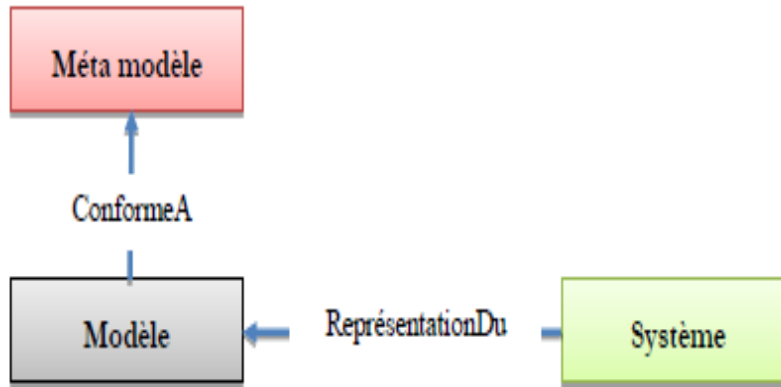 Méta modèle
ConformeA
Modèle
ReprésentationDu
Système